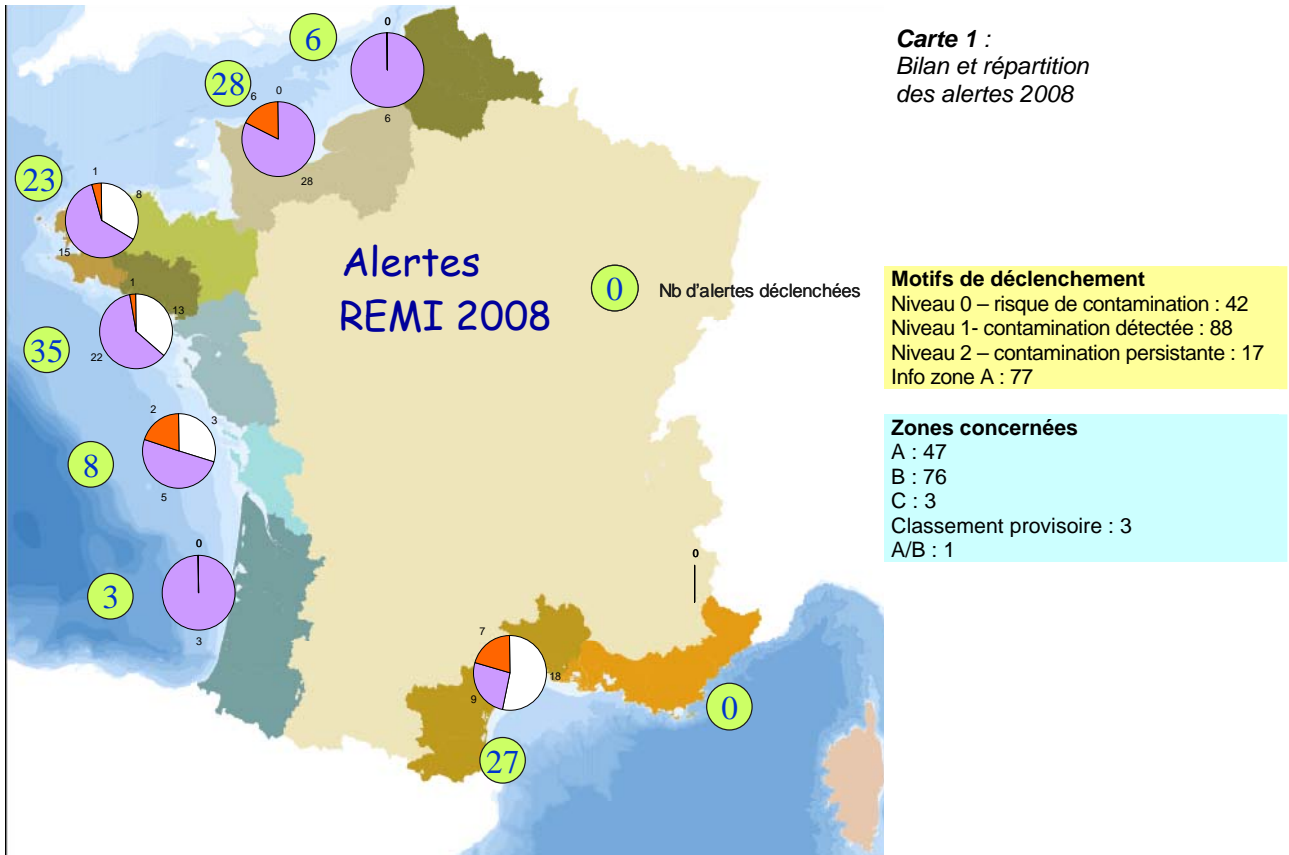 Carte 1 :
Bilan et répartition
des alertes 2008
0
6
6
28
6
0
28
23
1
8
15
1
13
35
22
2
3
8
5
0
3
3
Alertes
REMI 2008
0
Nb d'alertes déclenchées
0
7
18
9
0
27
Motifs de déclenchement
Niveau 0 – risque de contamination : 42
Niveau 1- contamination détectée : 88
Niveau 2 – contamination persistante : 17
Info zone A : 77
Zones concernées
A : 47
B : 76
C : 3
Classement provisoire : 3
A/B : 1